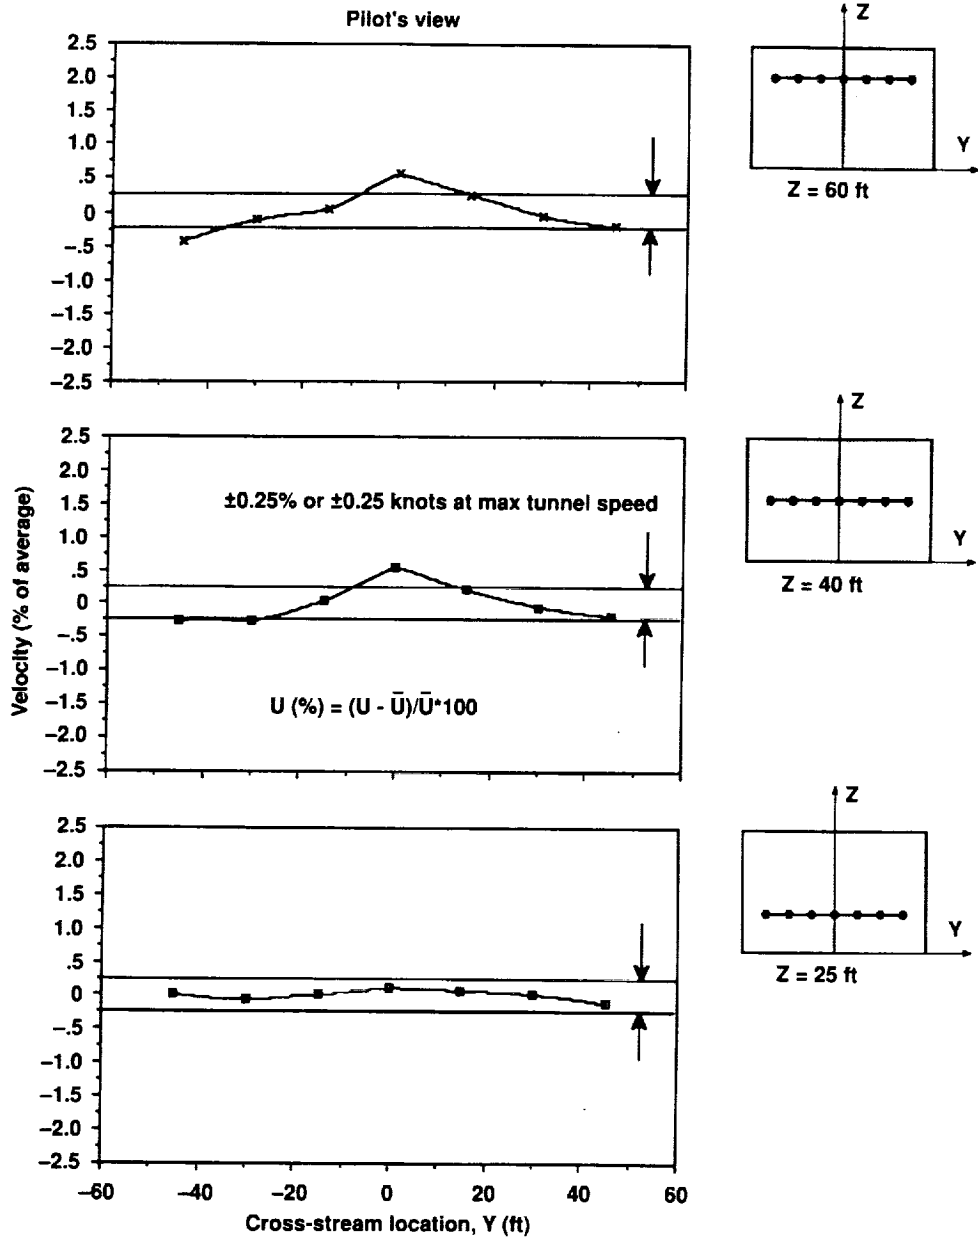 Pilot's view
2.5
2.0
1.5
1.0
.5
0
–.5
–1.0
–1.5
–2.0
–2.5
Z
Y
Z = 60 ft
Velocity (% of average)
2.5
2.0
1.5
1.0
.5
0
–.5
–1.0
–1.5
–2.0
–2.5
±0.25% or ±0.25 knots at max tunnel speed
U (%) = (U - Ū)/Ū*100
Z
Y
Z = 40 ft
2.5
2.0
1.5
1.0
.5
0
–.5
–1.0
–1.5
–2.0
–2.5
Z
Y
Z = 25 ft
–60 –40 –20 0 20 40 60
Cross-stream location, Y (ft)